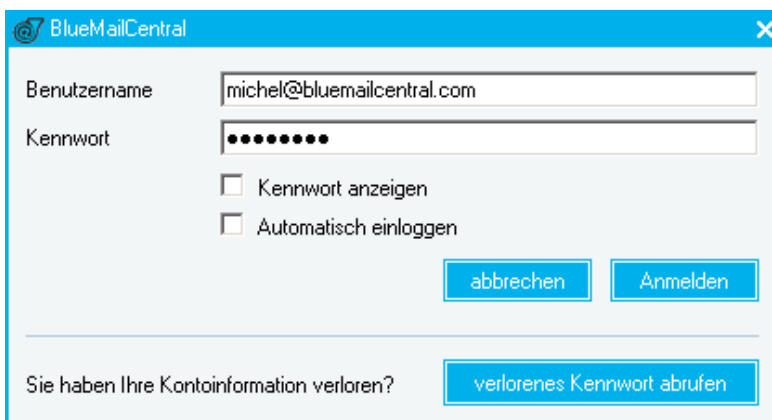 BlueMailCentral
Benutzername michel@bluemailcentral.com
Kennwort ●●●●●●●●
Kennwort anzeigen
Automatisch einloggen
abbrechen Anmelden
Sie haben Ihre Kontoinformation verloren? verlorenes Kennwort abrufen